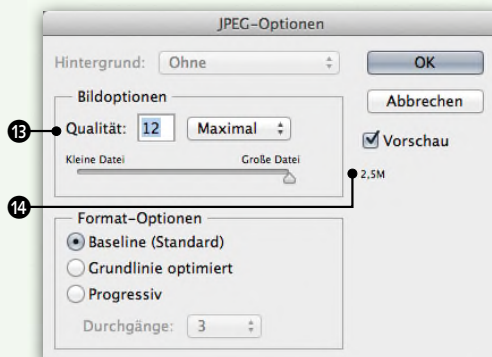 JPEG-Optionen
Hintergrund: Ohne
OK
Bildoptionen
Abbrechen
13 Qualität: 12 Maximal
Vorschau
Kleine Datei Große Datei
14 2,5M
Format-Optionen
Baseline (Standard)
Grundlinie optimiert
Progressiv
Durchgänge: 3